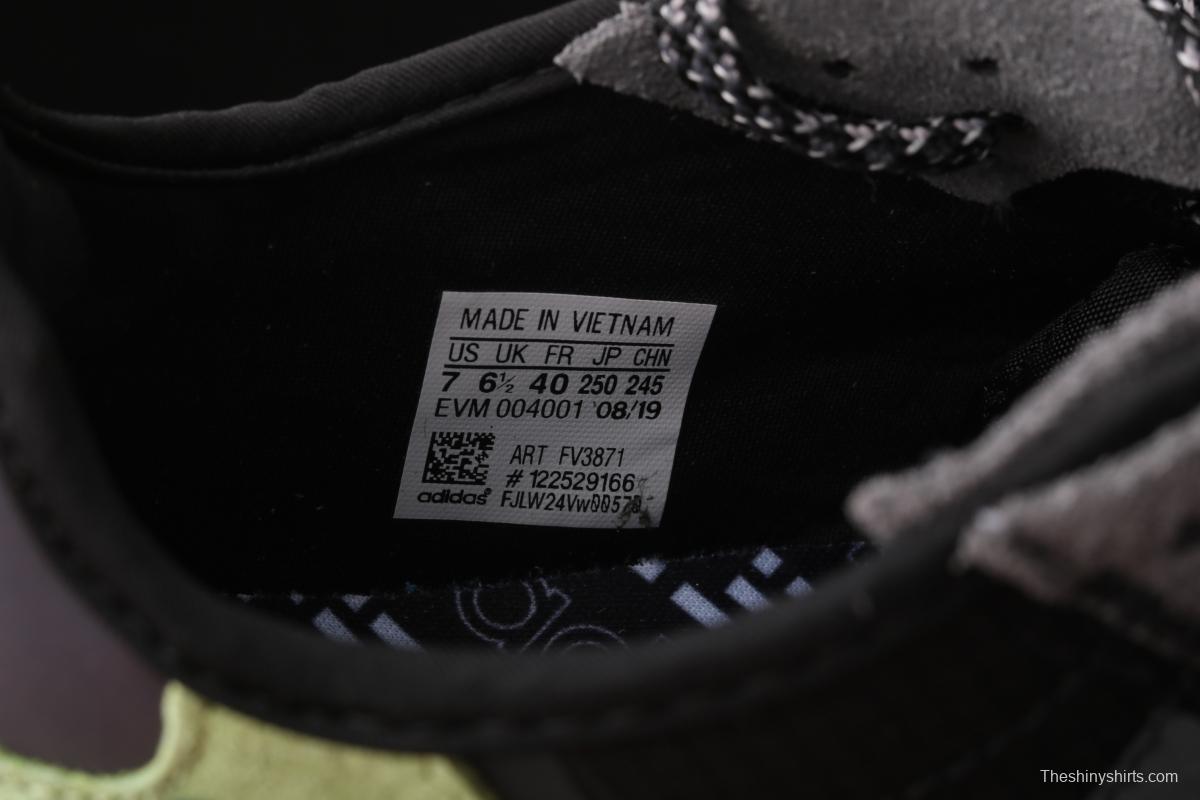 MADE IN VIETNAM
US UK FR JP CHN
7 6½ 40 250 245
EVM 004001 '08/19
ART FV3871
# 122529166
adidas®
Theshinyshirts.com